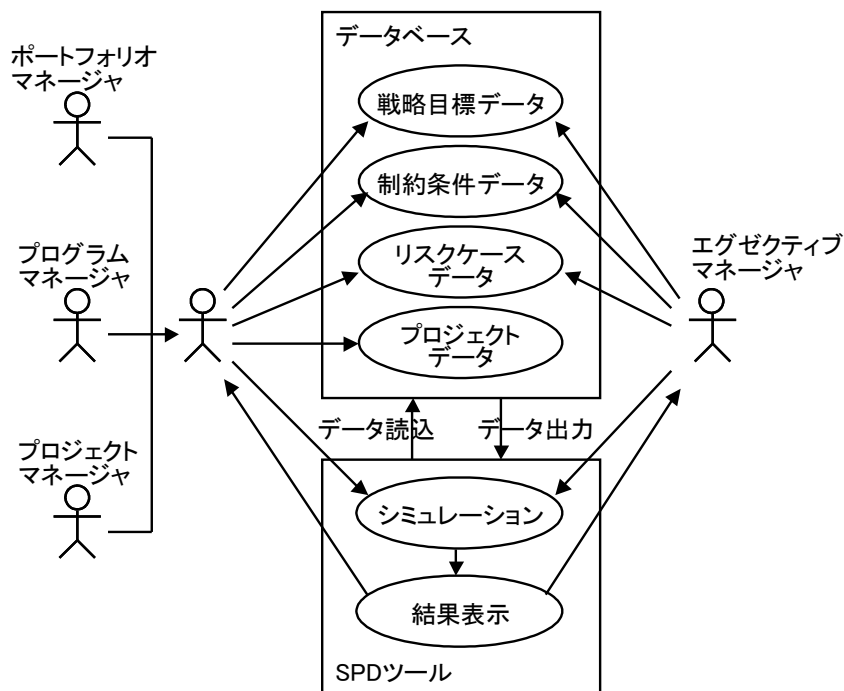 データベース
ポートフォリオ
マネージャ
戦略目標データ
制約条件データ
プログラム
マネージャ
リスクケース
データ
エグゼクティブ
マネージャ
プロジェクト
データ
データ読込
データ出力
プロジェクト
マネージャ
シミュレーション
結果表示
SPDツール